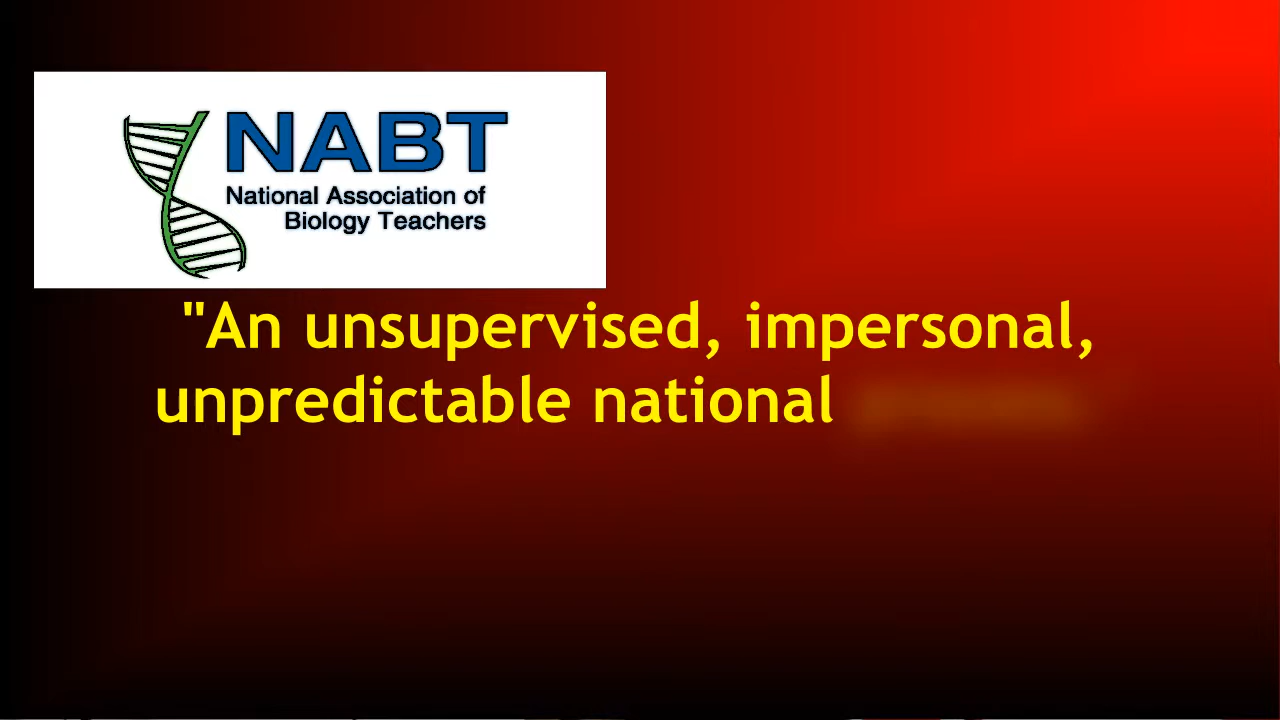 NABT
National Association of
Biology Teachers
"An unsupervised, impersonal,
unpredictable national